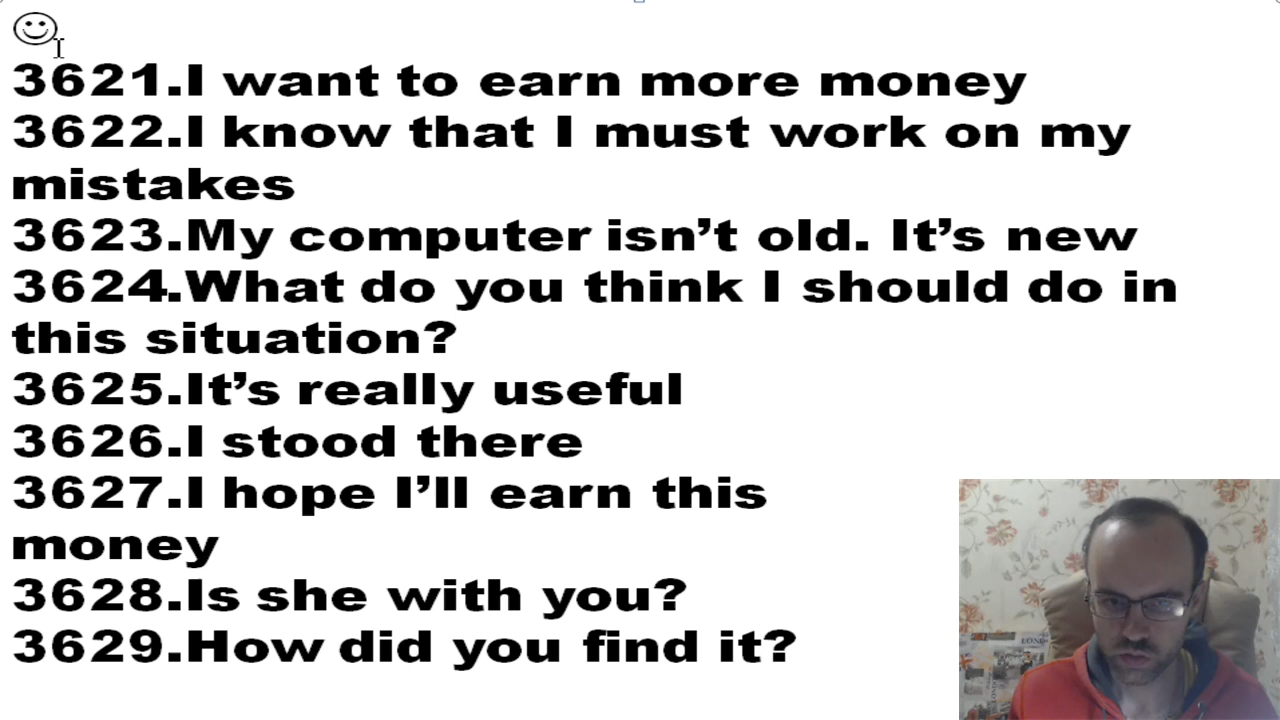 3621.I want to earn more money
3622.I know that I must work on my
mistakes
3623.My computer isn’t old. It’s new
3624.What do you think I should do in
this situation?
3625.It’s really useful
3626.I stood there
3627.I hope I’ll earn this
money
3628.Is she with you?
3629.How did you find it?